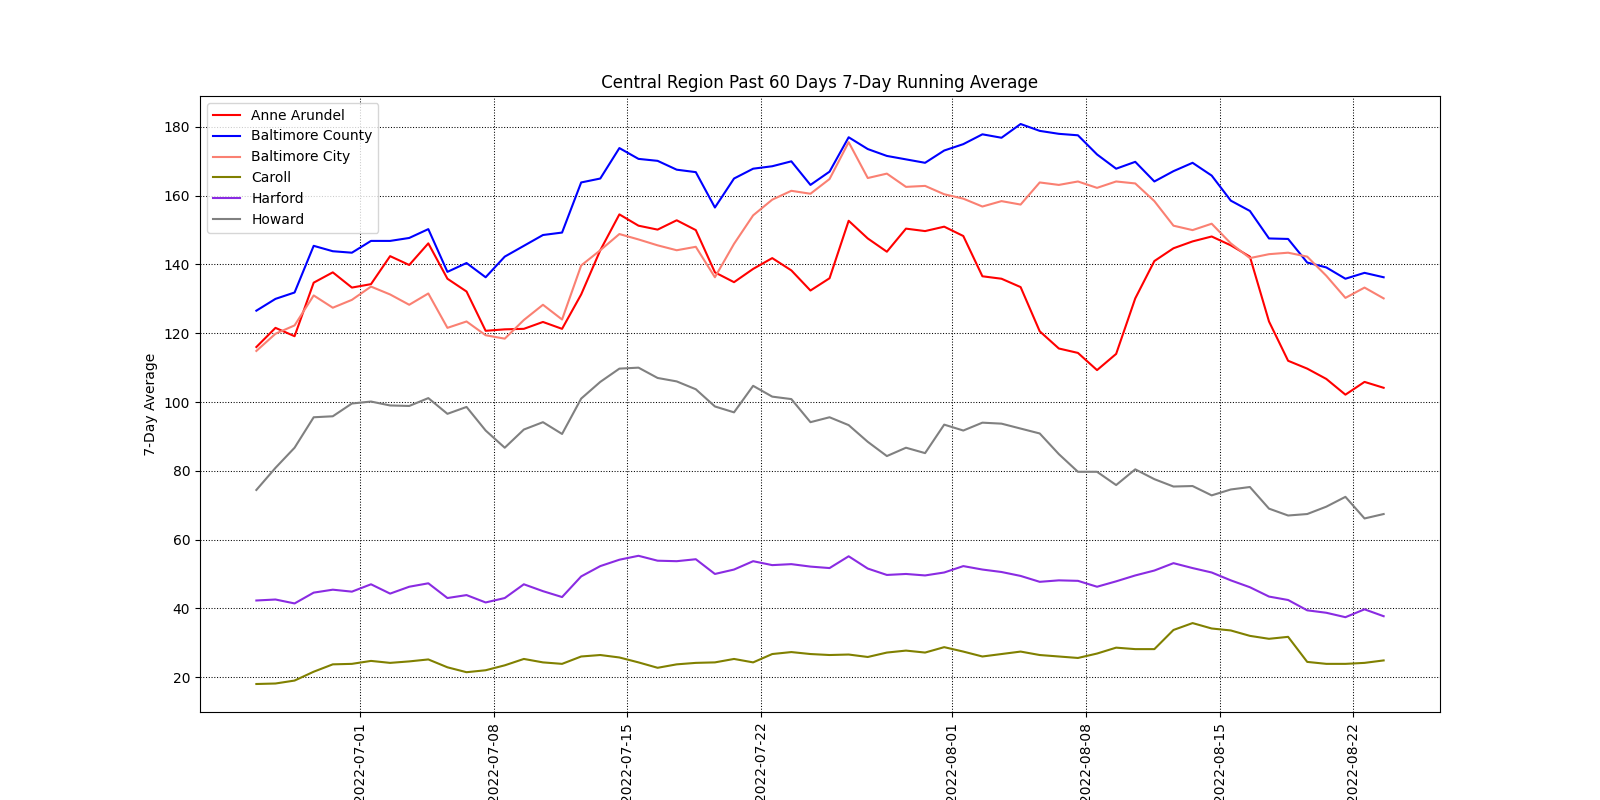 Central Region Past 60 Days 7-Day Running Average
Anne Arundel
Baltimore County
Baltimore City
Caroll
Harford
Howard
7-Day Average
180
160
140
120
100
80
60
40
20
2022-07-01
2022-07-08
2022-07-15
2022-07-22
2022-08-01
2022-08-08
2022-08-15
2022-08-22